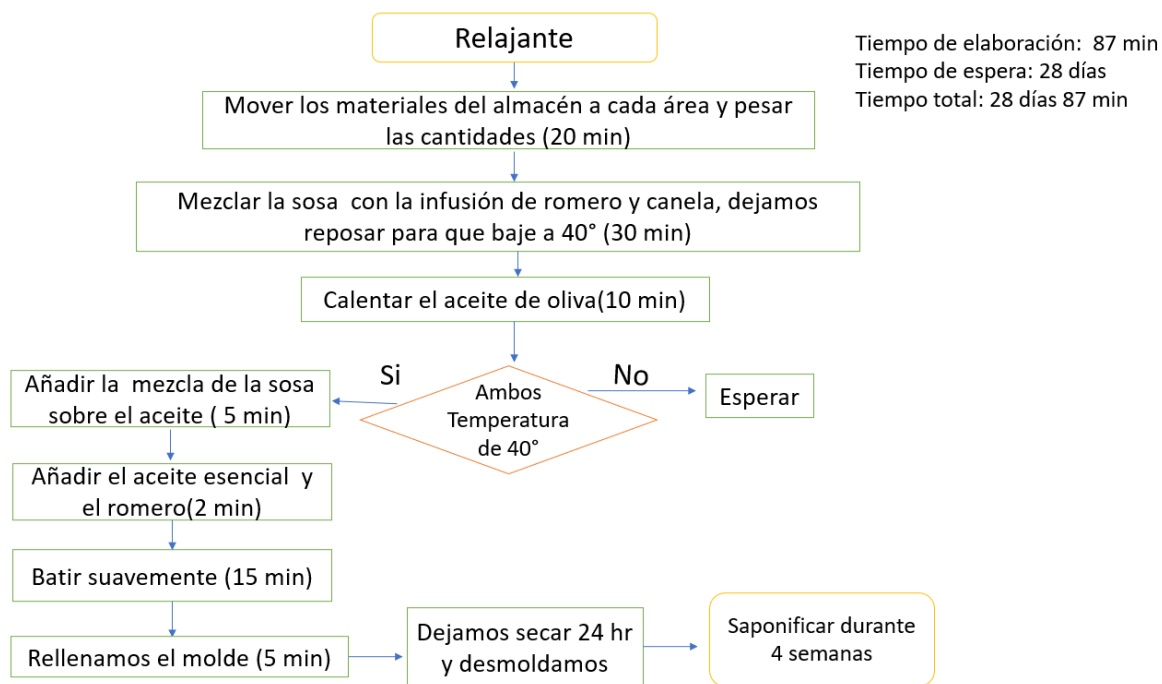 Relajante
Tiempo de elaboración: 87 min
Tiempo de espera: 28 días
Tiempo total: 28 días 87 min
Mover los materiales del almacén a cada área y pesar
las cantidades (20 min)
Mezclar la sosa con la infusión de romero y canela, dejamos
reposar para que baje a 40° (30 min)
Calentar el aceite de oliva(10 min)
Ambos
Temperatura
de 40°
Si
No
Esperar
Añadir la mezcla de la sosa
sobre el aceite ( 5 min)
Añadir el aceite esencial y
el romero(2 min)
Batir suavemente (15 min)
Rellenamos el molde (5 min)
Dejamos secar 24 hr
y desmoldamos
Saponificar durante
4 semanas